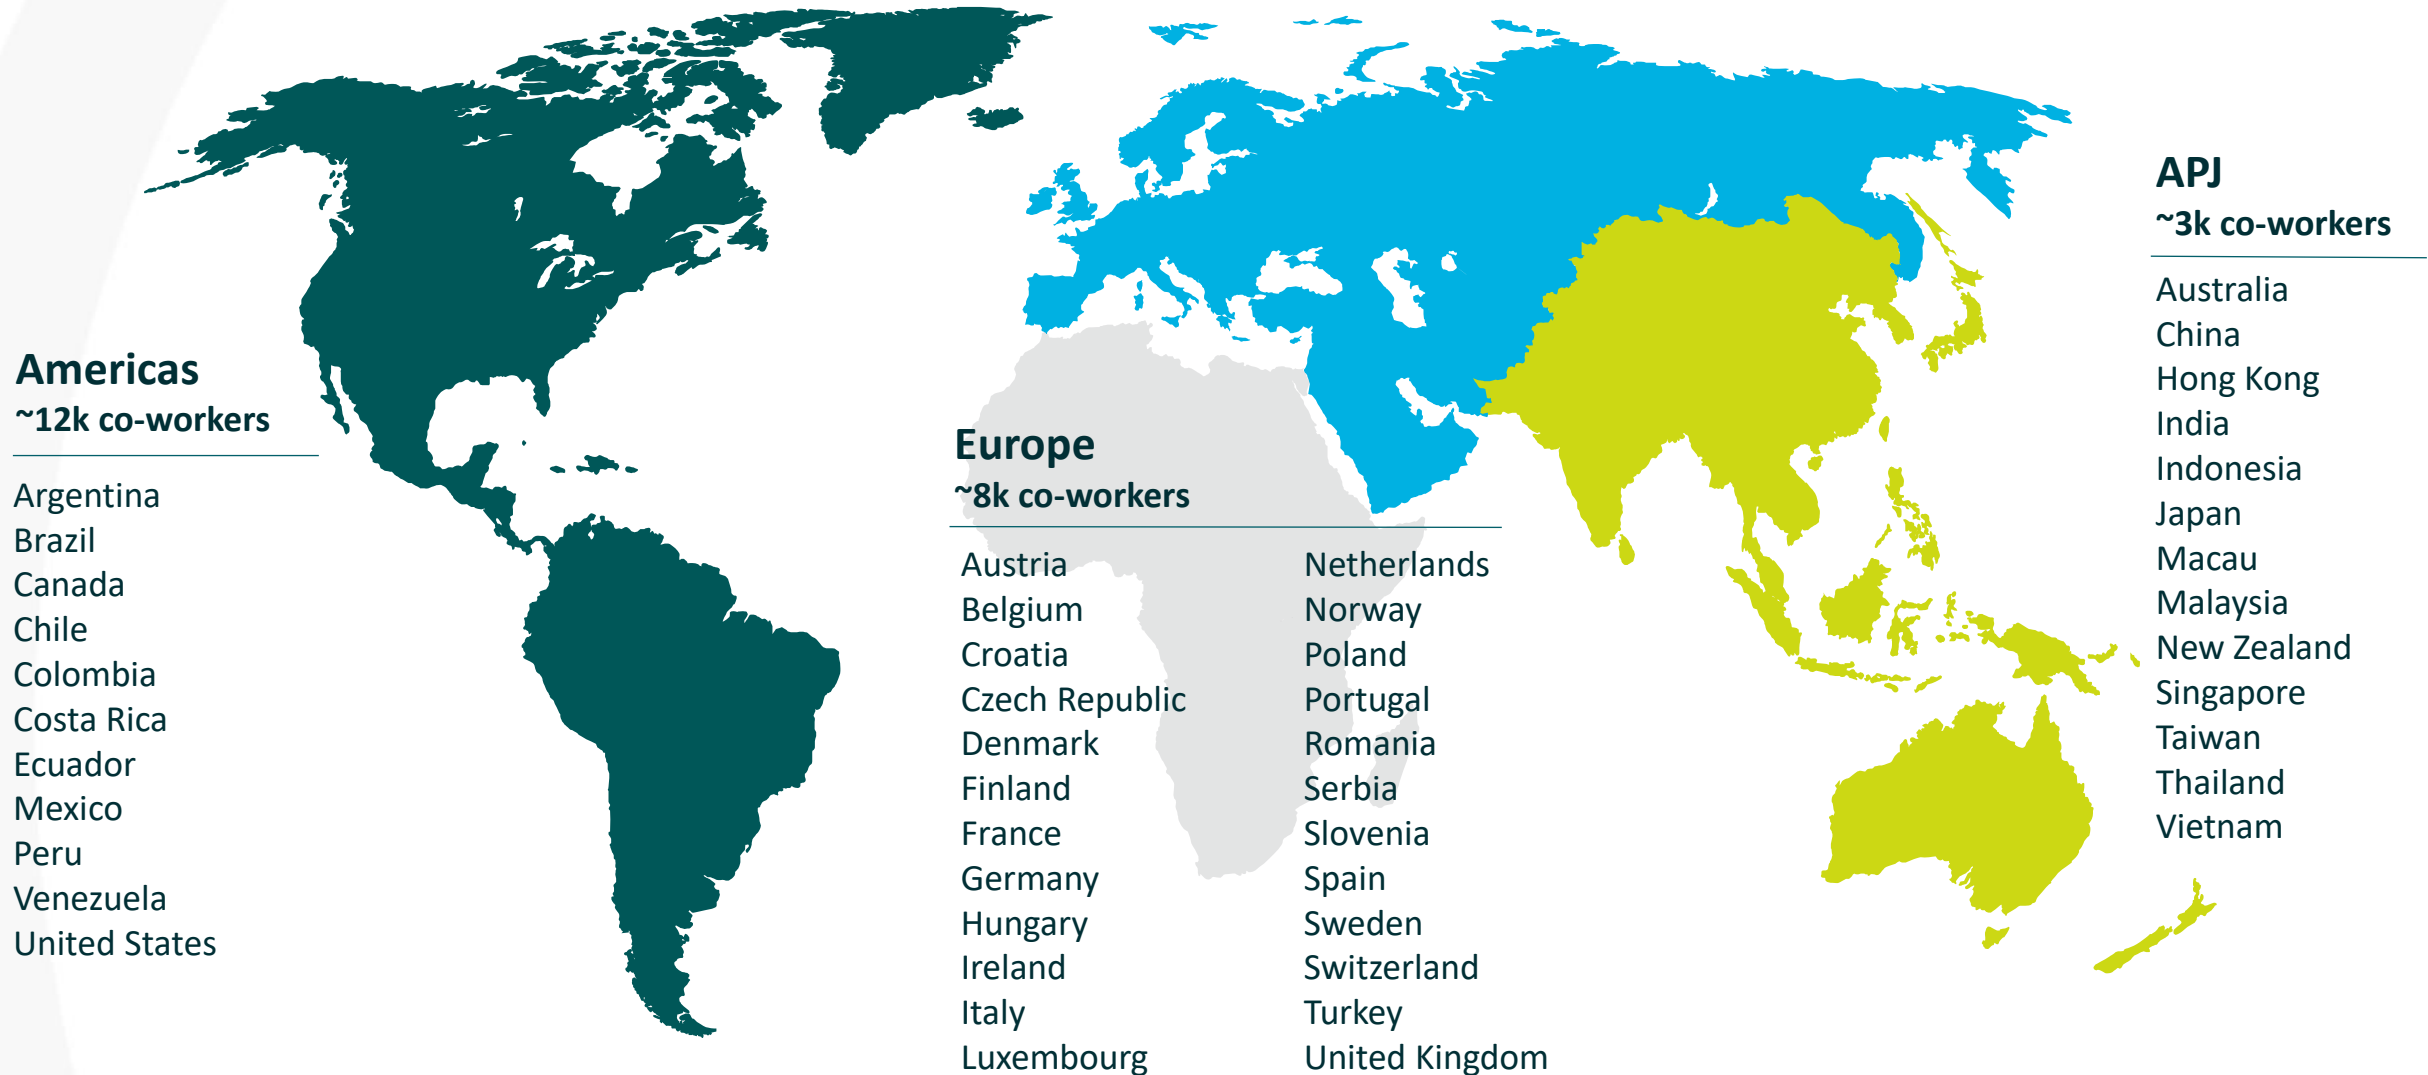 Americas
~12k co-workers
Argentina
Brazil
Canada
Chile
Colombia
Costa Rica
Ecuador
Mexico
Peru
Venezuela
United States
Europe
~8k co-workers
Austria
Belgium
Croatia
Czech Republic
Denmark
Finland
France
Germany
Hungary
Ireland
Italy
Luxembourg
Netherlands
Norway
Poland
Portugal
Romania
Serbia
Slovenia
Spain
Sweden
Switzerland
Turkey
United Kingdom
APJ
~3k co-workers
Australia
China
Hong Kong
India
Indonesia
Japan
Macau
Malaysia
New Zealand
Singapore
Taiwan
Thailand
Vietnam